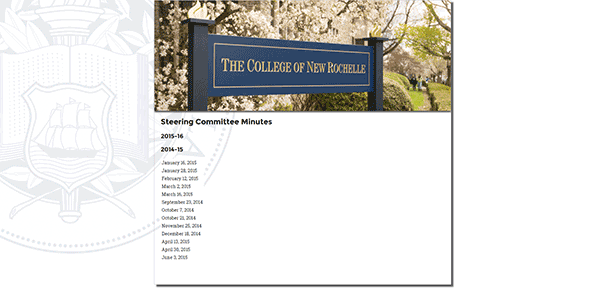 THE COLLEGE OF NEW ROCHELLE
Steering Committee Minutes
2015-16
2014-15
January 16, 2015
January 28, 2015
February 12, 2015
March 2, 2015
March 16, 2015
September 23, 2014
October 7, 2014
October 21, 2014
November 25, 2014
December 18, 2014
April 13, 2015
April 30, 2015
June 3, 2015